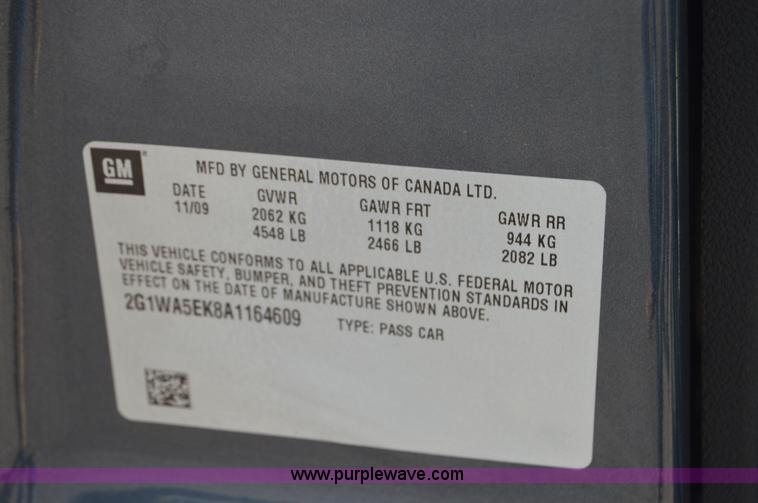 GM
MFD BY GENERAL MOTORS OF CANADA LTD.
DATE GVWR GAWR FRT GAWR RR
11/09 2062 KG 1118 KG 944 KG
4548 LB 2466 LB 2082 LB
THIS VEHICLE CONFORMS TO ALL APPLICABLE U.S. FEDERAL MOTOR
VEHICLE SAFETY, BUMPER, AND THEFT PREVENTION STANDARDS IN
EFFECT ON THE DATE OF MANUFACTURE SHOWN ABOVE.
2G1WA5EK8A1164609 TYPE: PASS CAR
www.purplewave.com